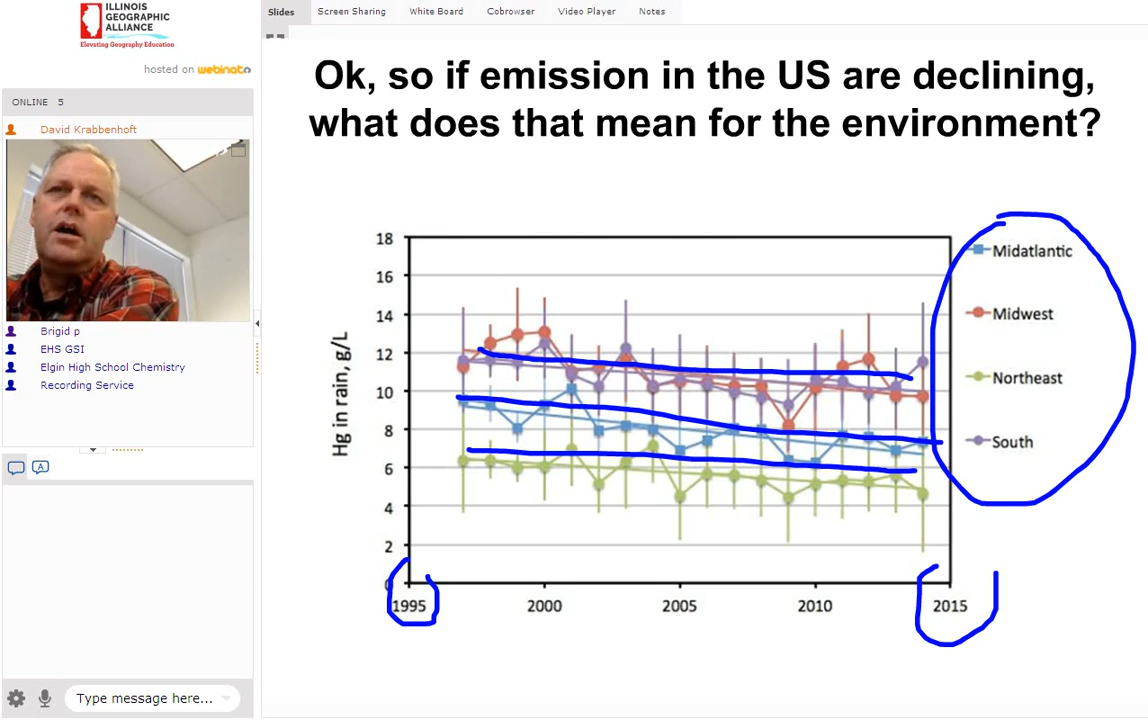 ILLINOIS
GEOGRAPHIC
ALLIANCE
Elevating Geography Education
hosted on webinato
ONLINE 5
David Krabbenhoft
Brigid p
EHS GSI
Elgin High School Chemistry
Recording Service
Type message here...
Slides Screen Sharing White Board Cobrowser Video Player Notes
Ok, so if emission in the US are declining,
what does that mean for the environment?
Hg in rain, g/L
18
16
14
12
10
8
6
4
2
0
1995 2000 2005 2010 2015
Midatlantic
Midwest
Northeast
South